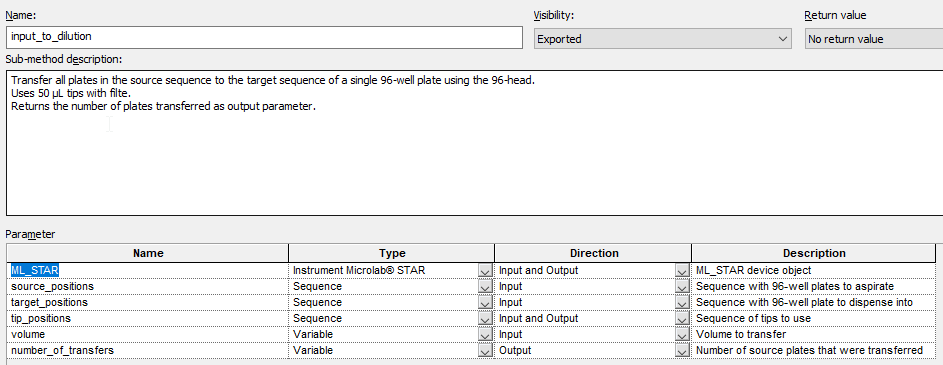 Name: Visibility: Return value
input_to_dilution Exported No return value
Sub-method description:
Transfer all plates in the source sequence to the target sequence of a single 96-well plate using the 96-head.
Uses 50 µL tips with filte.
Returns the number of plates transferred as output parameter.
Parameter
Name Type Direction Description
ML_STAR Instrument Microlab® STAR Input and Output ML_STAR device object
source_positions Sequence Input Sequence with 96-well plates to aspirate
target_positions Sequence Input Sequence with 96-well plate to dispense into
tip_positions Sequence Input and Output Sequence of tips to use
volume Variable Input Volume to transfer
number_of_transfers Variable Output Number of source plates that were transferred